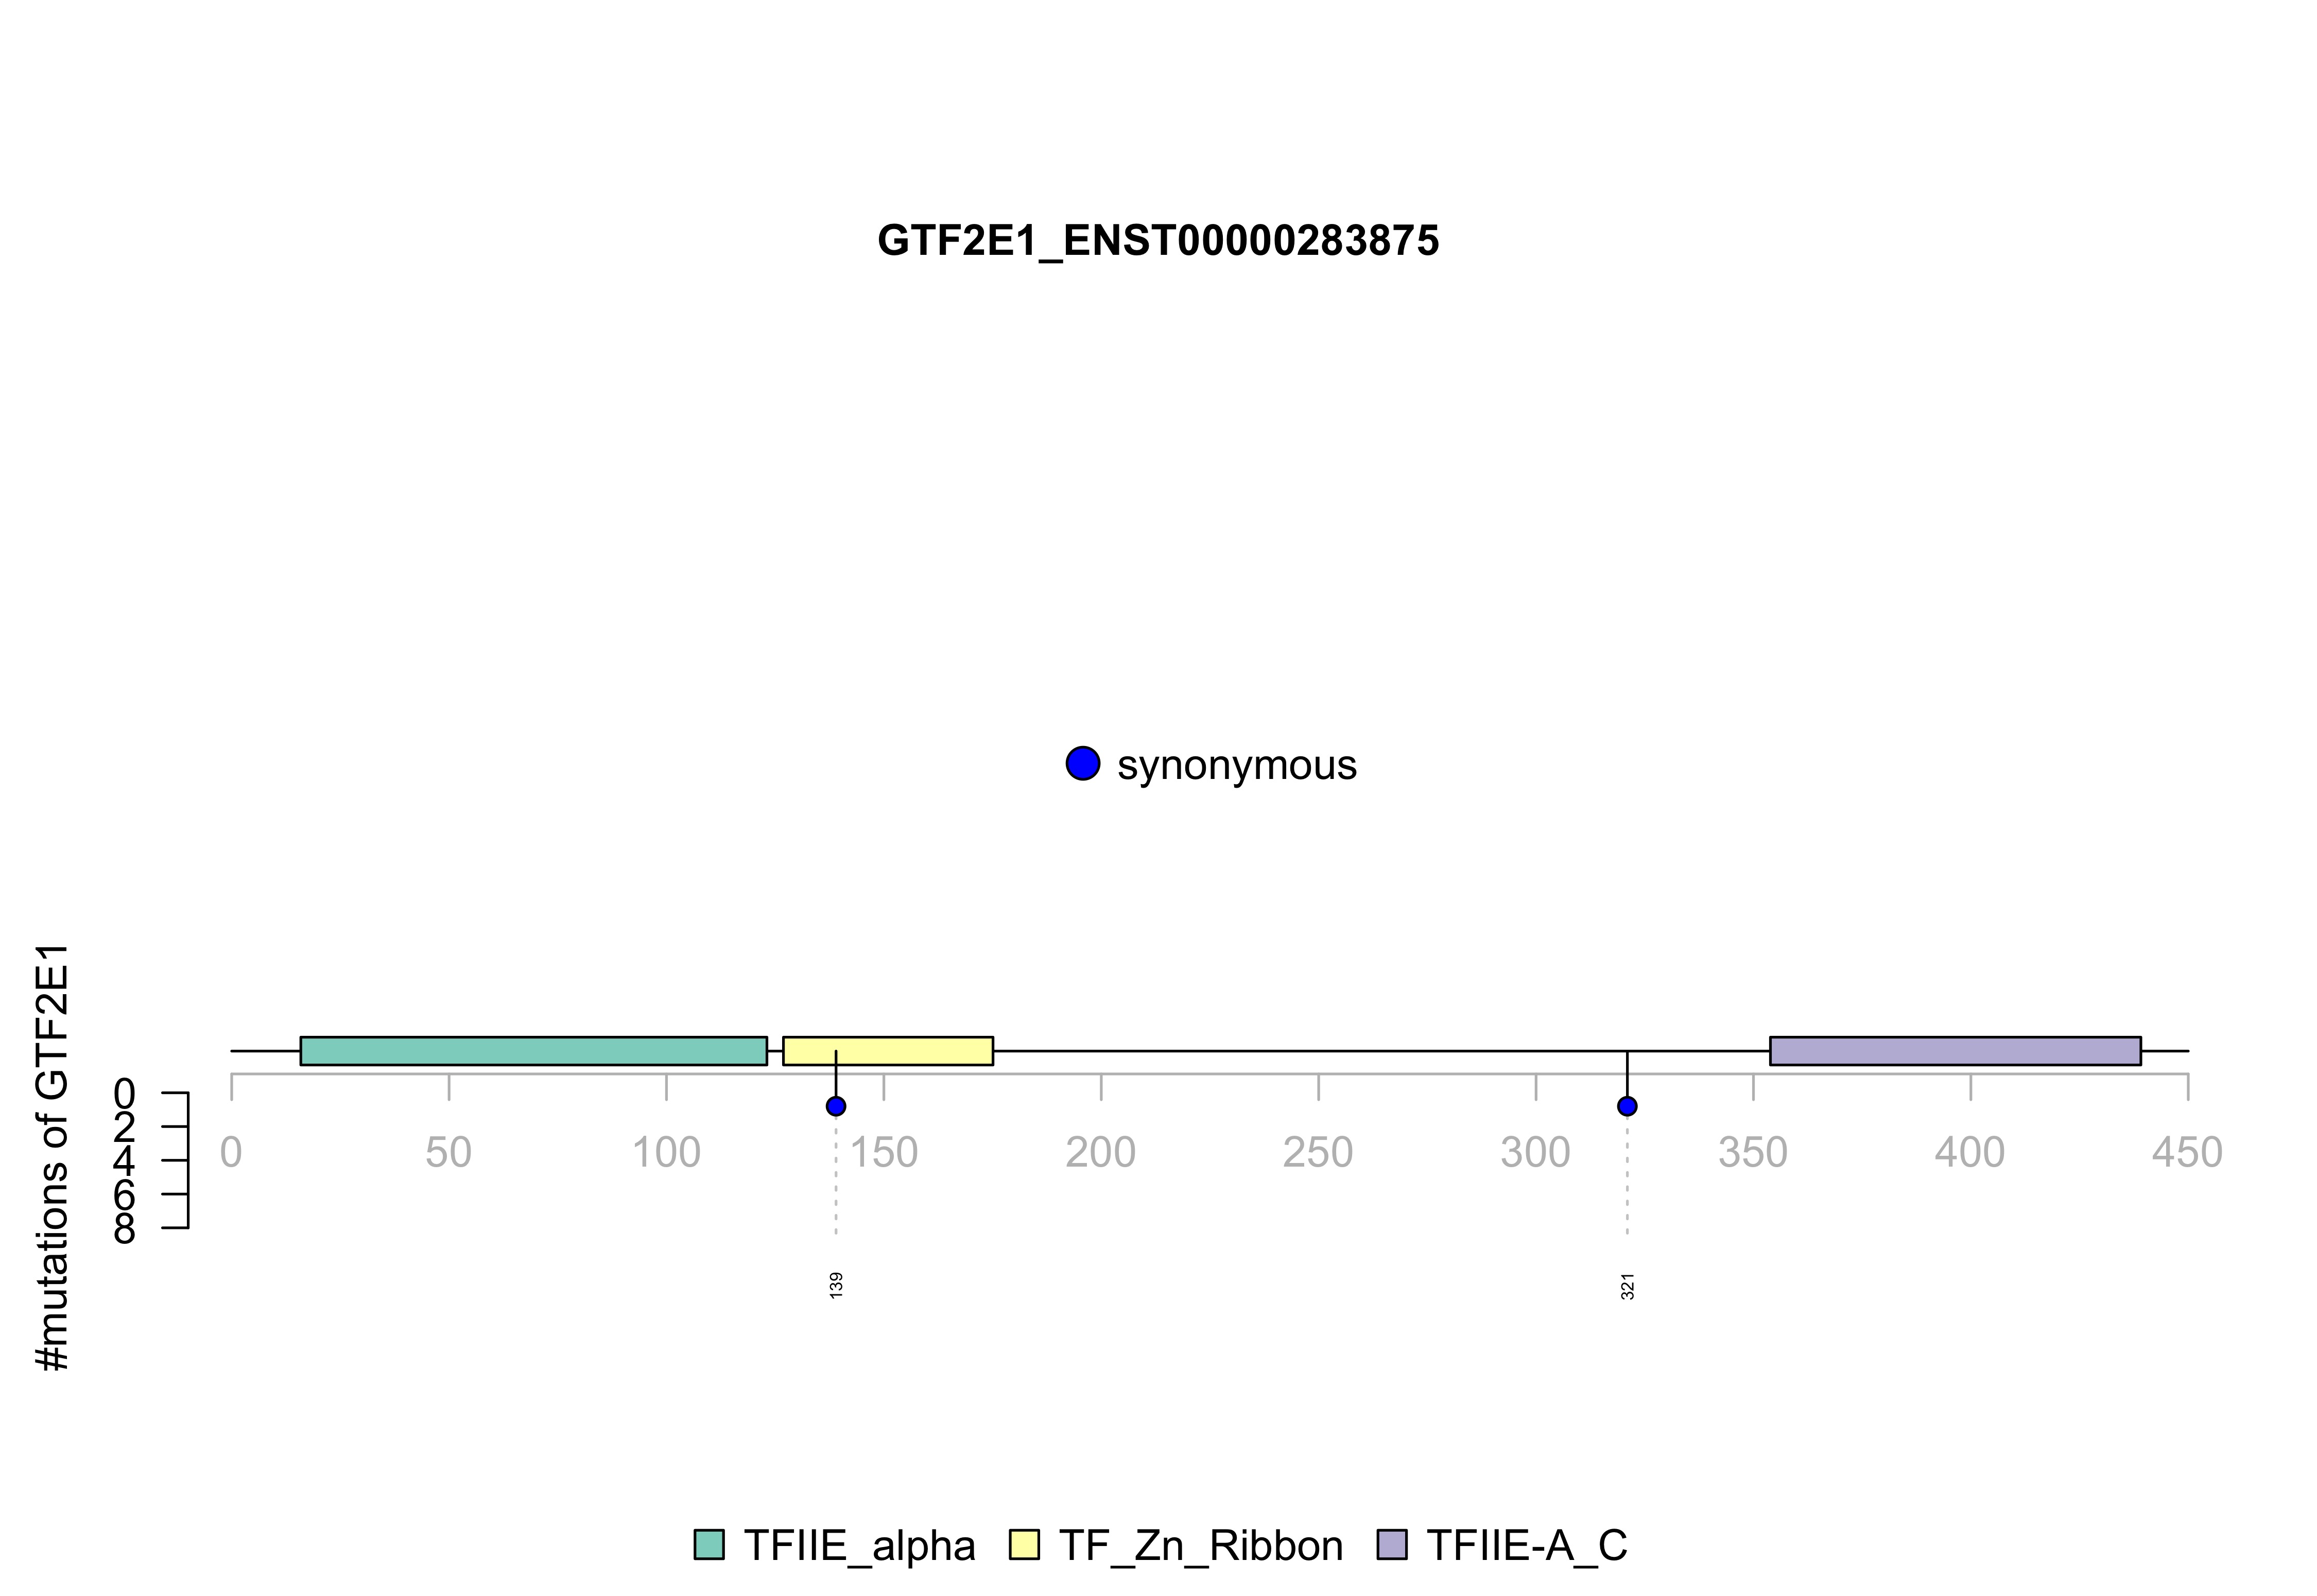 GTF2E1_ENST00000283875
synonymous
#mutations of GTF2E1
0
2
4
6
8
0 50 100 150 200 250 300 350 400 450
139 321
TFIIE_alpha TF_Zn_Ribbon TFIIE-A_C